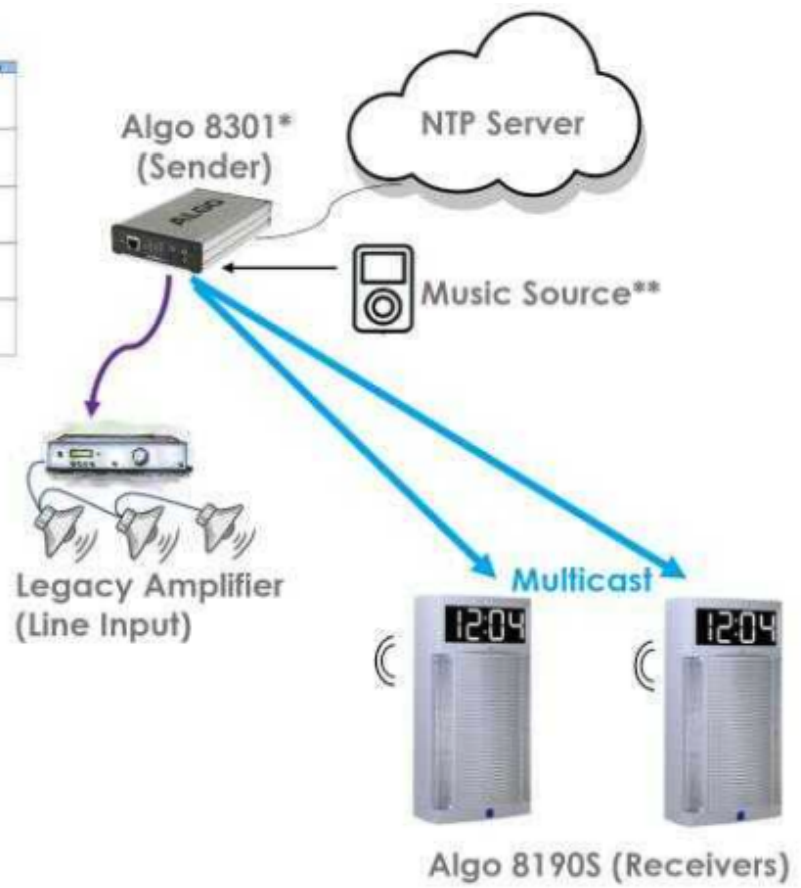 Algo 8301*
(Sender)
NTP Server
ALGO
Music Source**
Legacy Amplifier
(Line Input)
Multicast
12:04
12:04
Algo 8190S (Receivers)